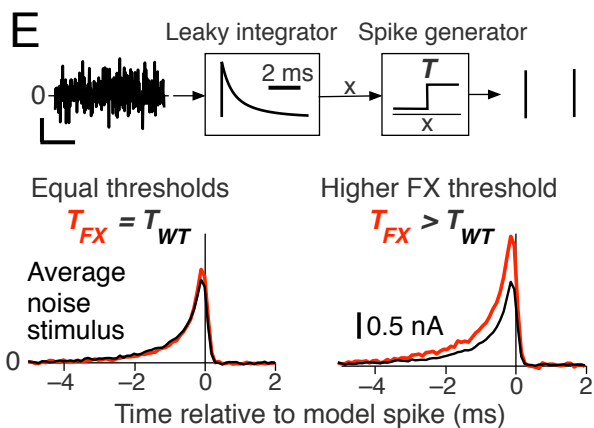 E
Leaky integrator
Spike generator
0
2 ms
x
T
x
Equal thresholds
T_FX = T_WT
Higher FX threshold
T_FX > T_WT
Average
noise
stimulus
0.5 nA
0
−4 −2 0 2
−4 −2 0 2
Time relative to model spike (ms)